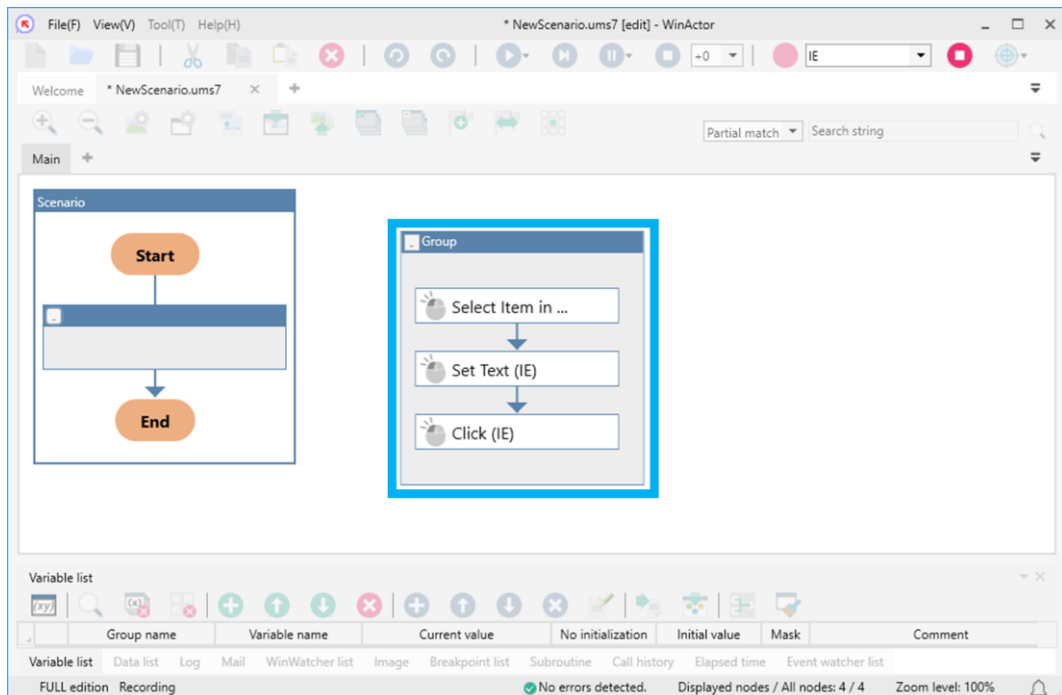 File(F) View(V) Tool(T) Help(H) * NewScenario.ums7 [edit] - WinActor
+0 IE
Welcome * NewScenario.ums7
Partial match Search string
Main
Scenario
Group
Start
Select Item in ...
Set Text (IE)
End
Click (IE)
Variable list
(xy) (x)
Group name Variable name Current value No initialization Initial value Mask Comment
Variable list Data list Log Mail WinWatcher list Image Breakpoint list Subroutine Call history Elapsed time Event watcher list
FULL edition Recording No errors detected. Displayed nodes / All nodes: 4 / 4 Zoom level: 100%